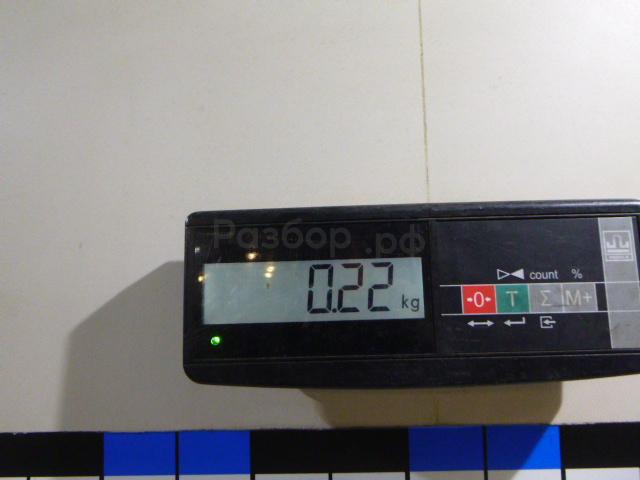 Разбор.рф
0.22 kg
count %
→0← T Σ M+